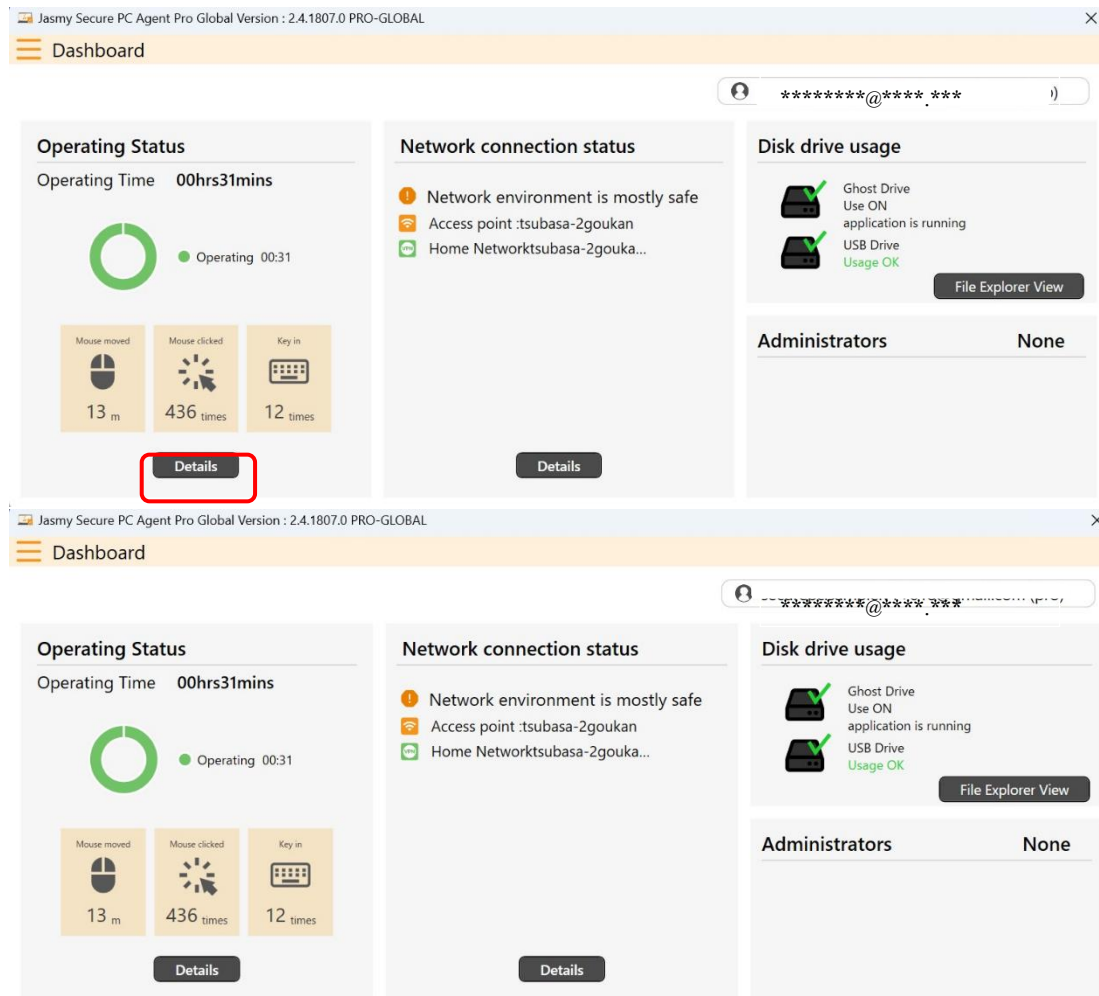 Jasmy Secure PC Agent Pro Global Version : 2.4.1807.0 PRO-GLOBAL
Dashboard
********@****.***
Operating Status
Operating Time 00hrs31mins
Operating 00:31
Mouse moved
13 m
Mouse clicked
436 times
Key in
12 times
Details
Network connection status
Network environment is mostly safe
Access point :tsubasa-2goukan
VPN
Home Networktsubasa-2gouka...
Details
Disk drive usage
Ghost Drive
Use ON
application is running
USB Drive
Usage OK
File Explorer View
Administrators None
Jasmy Secure PC Agent Pro Global Version : 2.4.1807.0 PRO-GLOBAL
Dashboard
********@****.***
Operating Status
Operating Time 00hrs31mins
Operating 00:31
Mouse moved
13 m
Mouse clicked
436 times
Key in
12 times
Details
Network connection status
Network environment is mostly safe
Access point :tsubasa-2goukan
VPN
Home Networktsubasa-2gouka...
Details
Disk drive usage
Ghost Drive
Use ON
application is running
USB Drive
Usage OK
File Explorer View
Administrators None